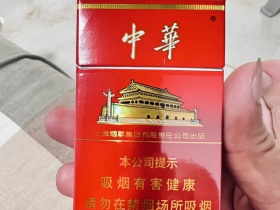 中華®
上海烟草集团有限责任公司出品
本公司提示
吸烟有害健康
请勿在禁烟场所吸烟